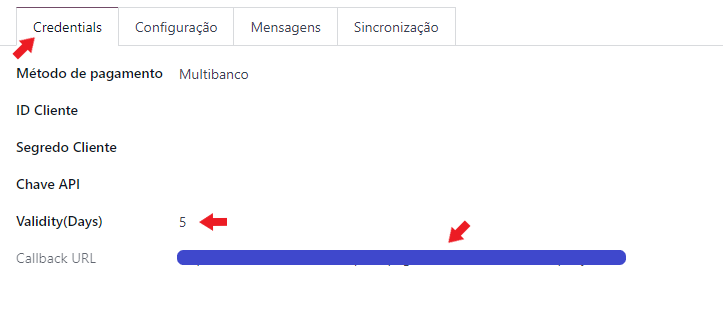 Credentials Configuração Mensagens Sincronização
Método de pagamento Multibanco
ID Cliente
Segredo Cliente
Chave API
Validity(Days) 5
Callback URL